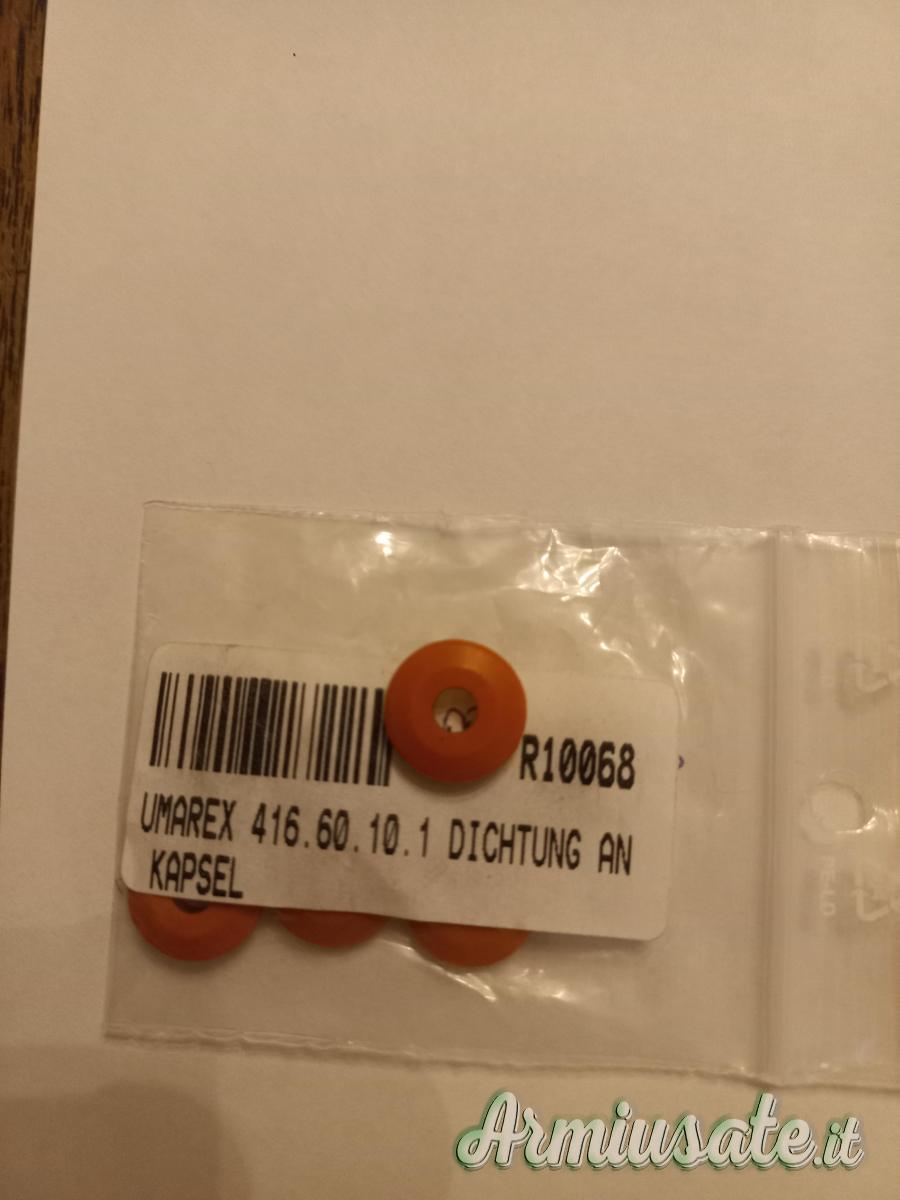 R10068
UMAREX 416.60.10.1 DICHTUNG AN
KAPSEL
Armiusate.it